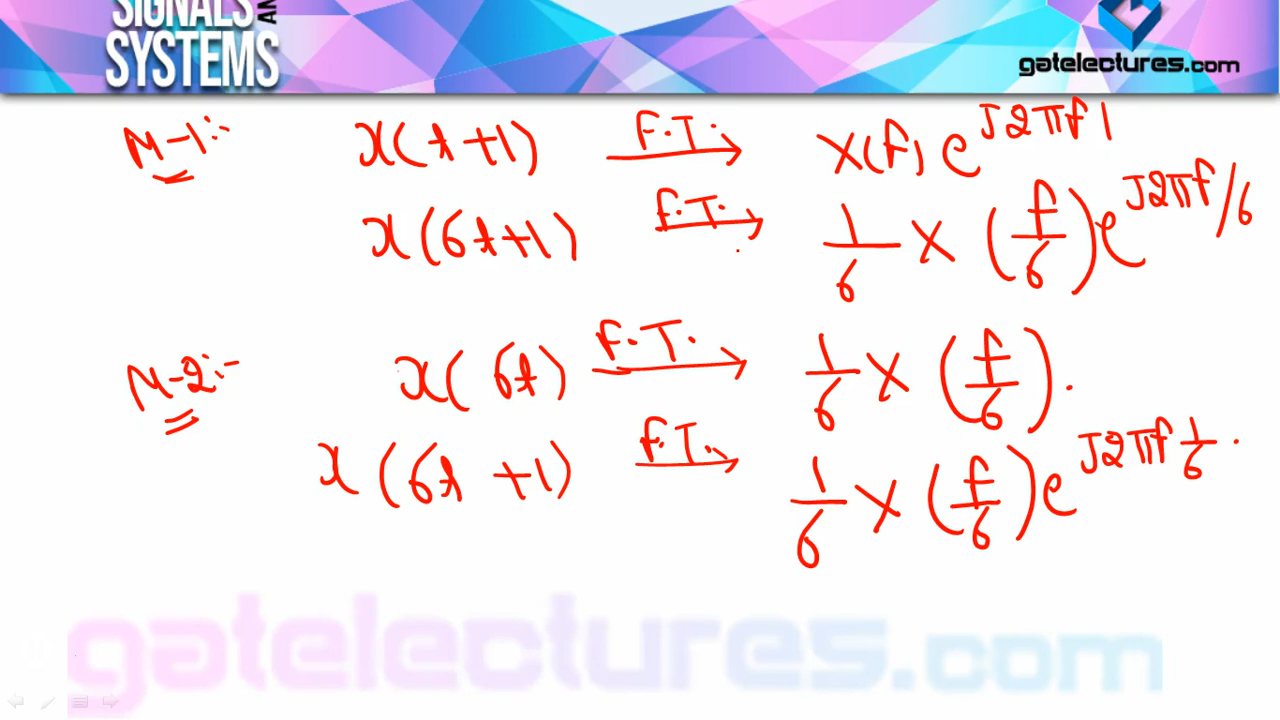 SIGNALS AN
SYSTEMS
gatelectures.com
M-1:- x(t+1) F.T. → X(f) e^{J2πf1}
x(6t+1) F.T. → 1/6 X (f/6) e^{J2πf/6}
M-2:- x(6t) F.T. → 1/6 X (f/6).
x(6t+1) F.T. → 1/6 X (f/6) e^{J2πf 1/6}.
gatelectures.com